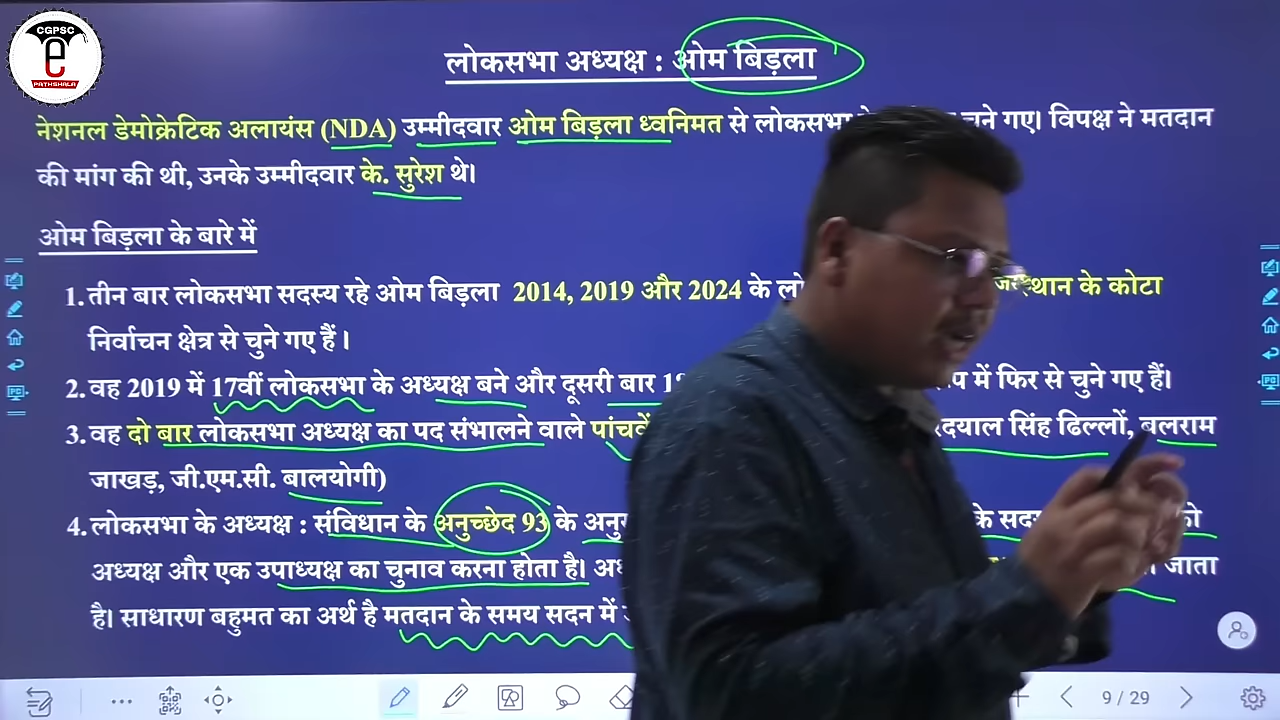 CGPSC
e
PATHSHALA
लोकसभा अध्यक्ष : ओम बिड़ला
नेशनल डेमोक्रेटिक अलायंस (NDA) उम्मीदवार ओम बिड़ला ध्वनिमत से लोकसभा गए। विपक्ष ने मतदान
की मांग की थी, उनके उम्मीदवार के. सुरेश थे।
ओम बिड़ला के बारे में
1. तीन बार लोकसभा सदस्य रहे ओम बिड़ला 2014, 2019 और 2024 के के कोटा
निर्वाचन क्षेत्र से चुने गए हैं ।
2. वह 2019 में 17वीं लोकसभा के अध्यक्ष बने और दूसरी बार में फिर से चुने गए हैं।
3. वह दो बार लोकसभा अध्यक्ष का पद संभालने वाले पांचवें सिंह ढिल्लों, बलराम
जाखड़, जी.एम.सी. बालयोगी)
4. लोकसभा के अध्यक्ष : संविधान के अनुच्छेद 93 के
अध्यक्ष और एक उपाध्यक्ष का चुनाव करना होता है। जाता
है। साधारण बहुमत का अर्थ है मतदान के समय सदन में
9 / 29